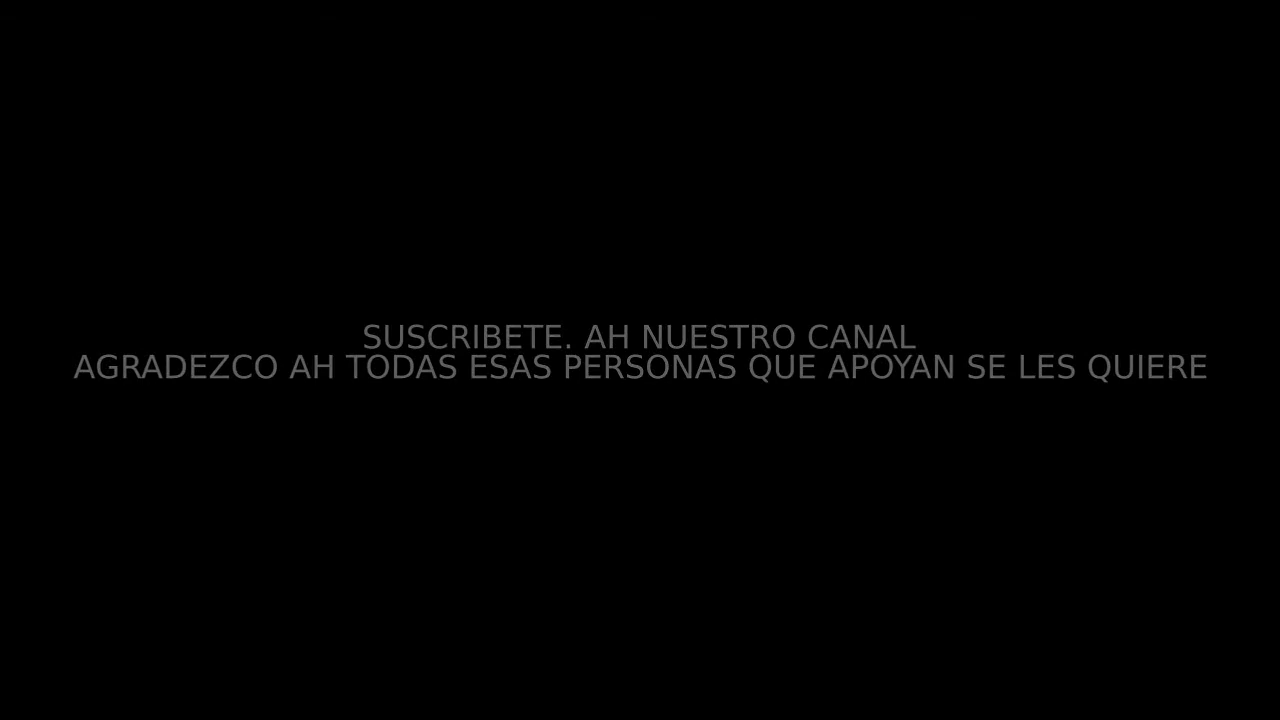 SUSCRIBETE. AH NUESTRO CANAL
AGRADEZCO AH TODAS ESAS PERSONAS QUE APOYAN SE LES QUIERE